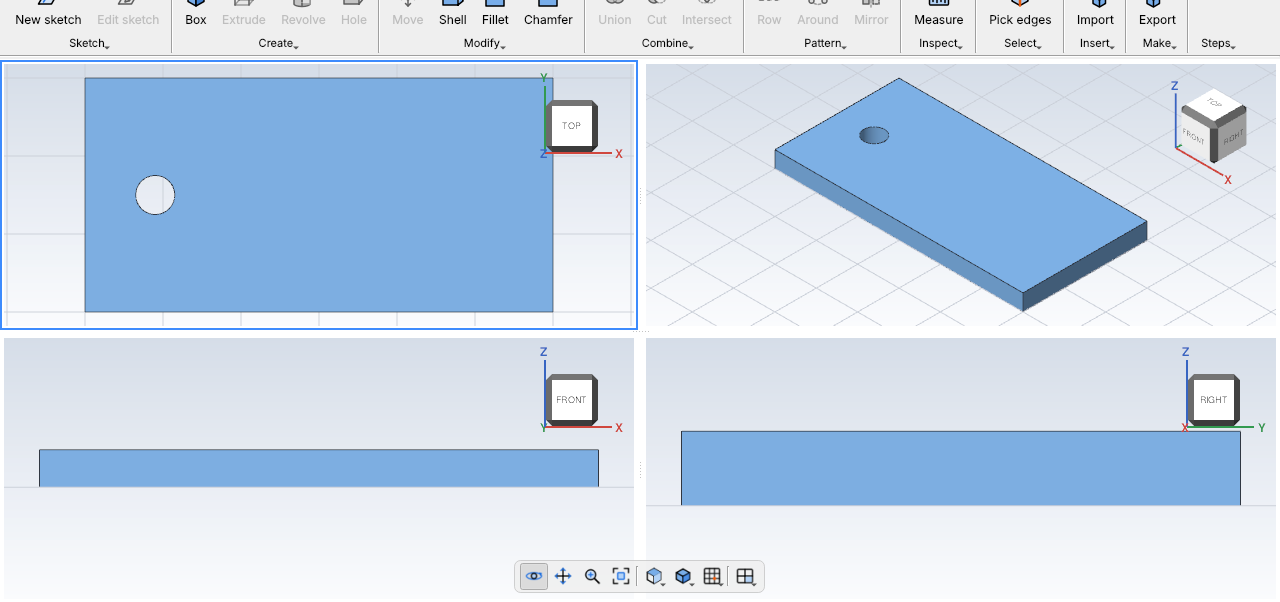 New sketch Edit sketch Box Extrude Revolve Hole Move Shell Fillet Chamfer Union Cut Intersect Row Around Mirror Measure Pick edges Import Export
Sketch Create Modify Combine Pattern Inspect Select Insert Make Steps
Y
TOP
Z X
Z
TOP
FRONT RIGHT
X
Z
FRONT
Y X
Z
RIGHT
X Y